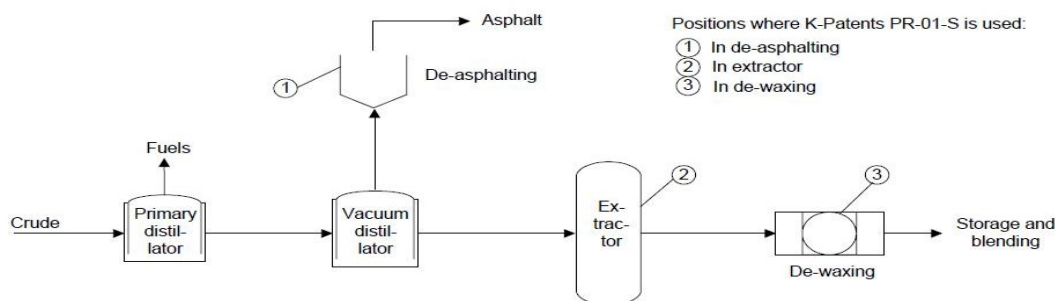 Asphalt
Positions where K-Patents PR-01-S is used:
1 In de-asphalting
2 In extractor
3 In de-waxing
1
De-asphalting
Fuels
2
3
Crude
Primary
distil-
lator
Vacuum
distil-
lator
Ex-
trac-
tor
Storage and
blending
De-waxing